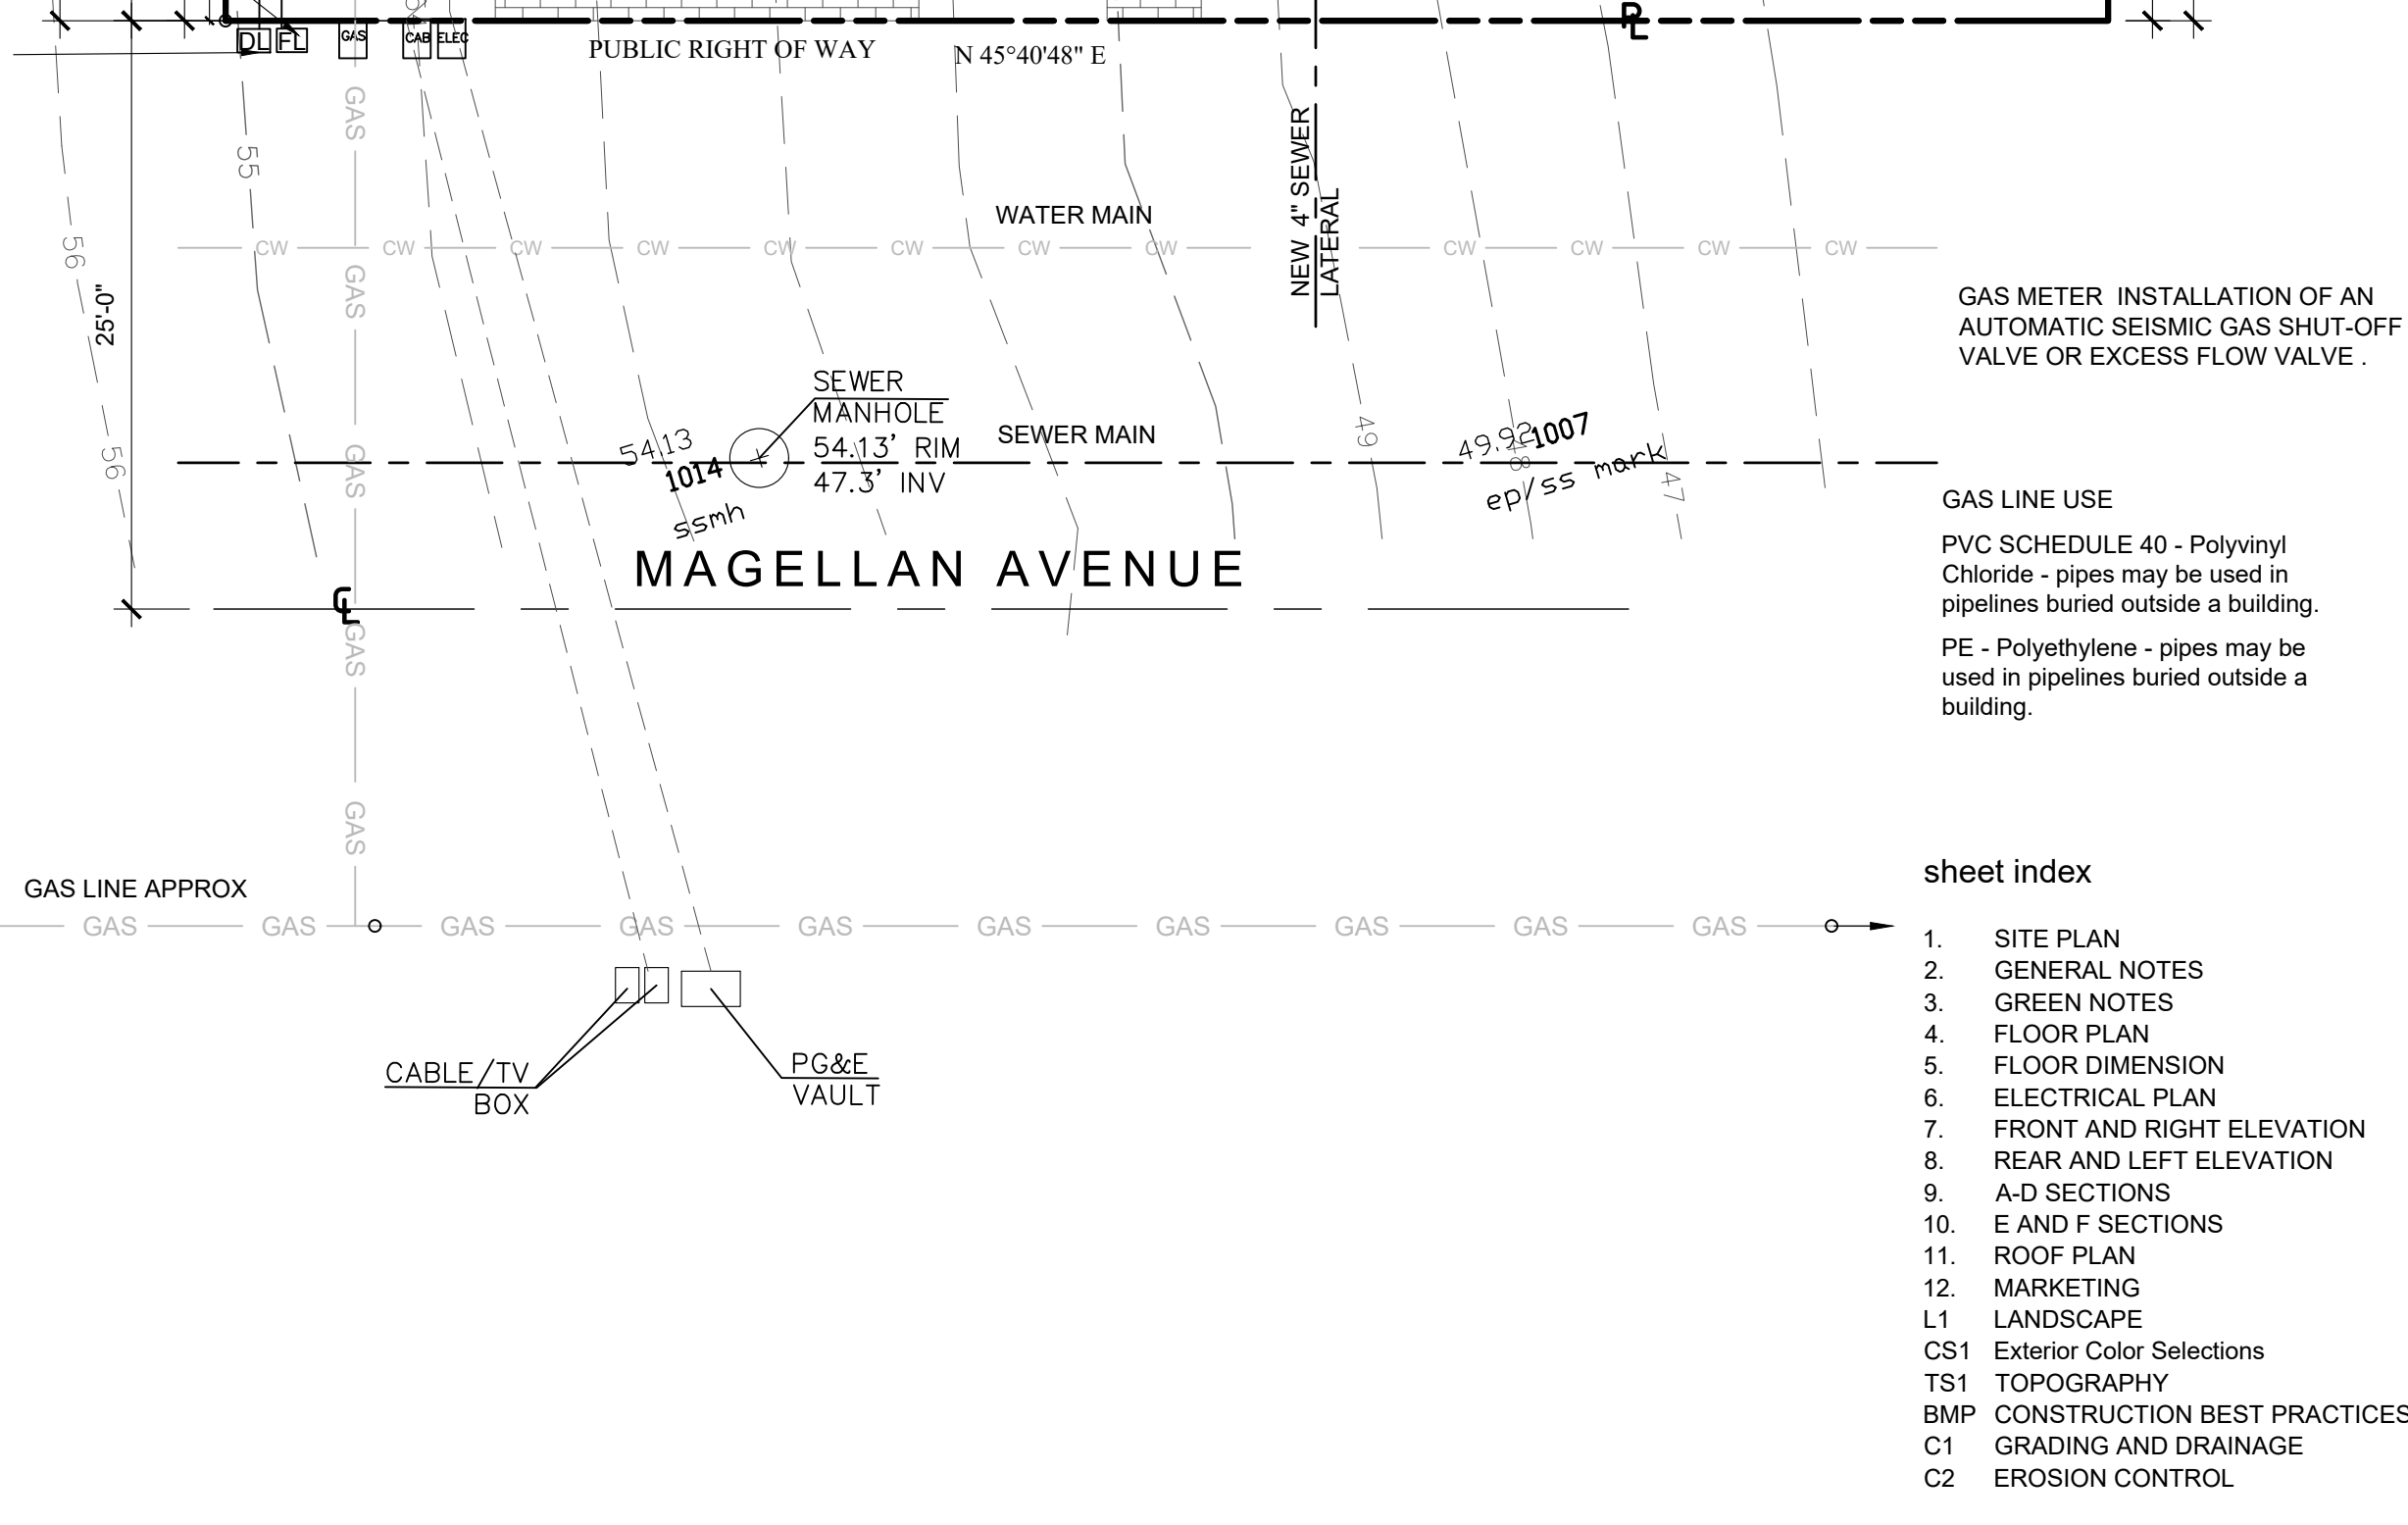 DL FL GAS CAB ELEC
PUBLIC RIGHT OF WAY
N 45°40'48" E
PL
54
55
56
56
25'-0"
GAS
GAS
GAS
GAS
GAS
WATER MAIN
CW CW CW CW CW CW CW CW CW CW CW CW
NEW 4" SEWER
LATERAL
SEWER
MANHOLE
54.13' RIM
47.3' INV
54.13
1014
ssmh
SEWER MAIN
49
49.92
1007
48
ep/ss mark
47
MAGELLAN AVENUE
CL
GAS LINE APPROX
GAS GAS GAS GAS GAS GAS GAS GAS GAS GAS
CABLE/TV
BOX
PG&E
VAULT
GAS METER INSTALLATION OF AN
AUTOMATIC SEISMIC GAS SHUT-OFF
VALVE OR EXCESS FLOW VALVE .
GAS LINE USE
PVC SCHEDULE 40 - Polyvinyl
Chloride - pipes may be used in
pipelines buried outside a building.
PE - Polyethylene - pipes may be
used in pipelines buried outside a
building.
sheet index
1. SITE PLAN
2. GENERAL NOTES
3. GREEN NOTES
4. FLOOR PLAN
5. FLOOR DIMENSION
6. ELECTRICAL PLAN
7. FRONT AND RIGHT ELEVATION
8. REAR AND LEFT ELEVATION
9. A-D SECTIONS
10. E AND F SECTIONS
11. ROOF PLAN
12. MARKETING
L1 LANDSCAPE
CS1 Exterior Color Selections
TS1 TOPOGRAPHY
BMP CONSTRUCTION BEST PRACTICES
C1 GRADING AND DRAINAGE
C2 EROSION CONTROL